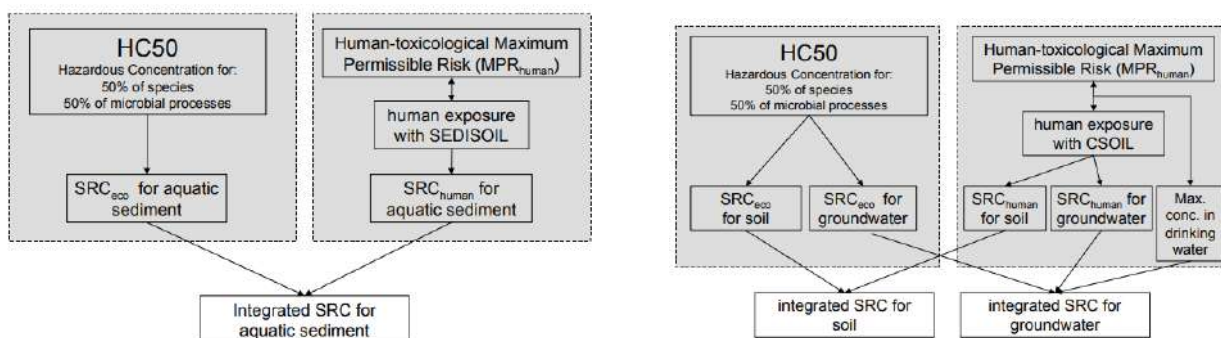 HC50
Hazardous Concentration for:
50% of species
50% of microbial processes
Human-toxicological Maximum
Permissible Risk (MPRhuman)
human exposure
with SEDISOIL
SRCeco for aquatic
sediment
SRChuman for
aquatic sediment
Integrated SRC for
aquatic sediment
HC50
Hazardous Concentration for:
50% of species
50% of microbial processes
Human-toxicological Maximum
Permissible Risk (MPRhuman)
human exposure
with CSOIL
SRCeco
for soil
SRCeco for
groundwater
SRChuman
for soil
SRChuman for
groundwater
Max.
conc. in
drinking
water
integrated SRC for
soil
integrated SRC for
groundwater